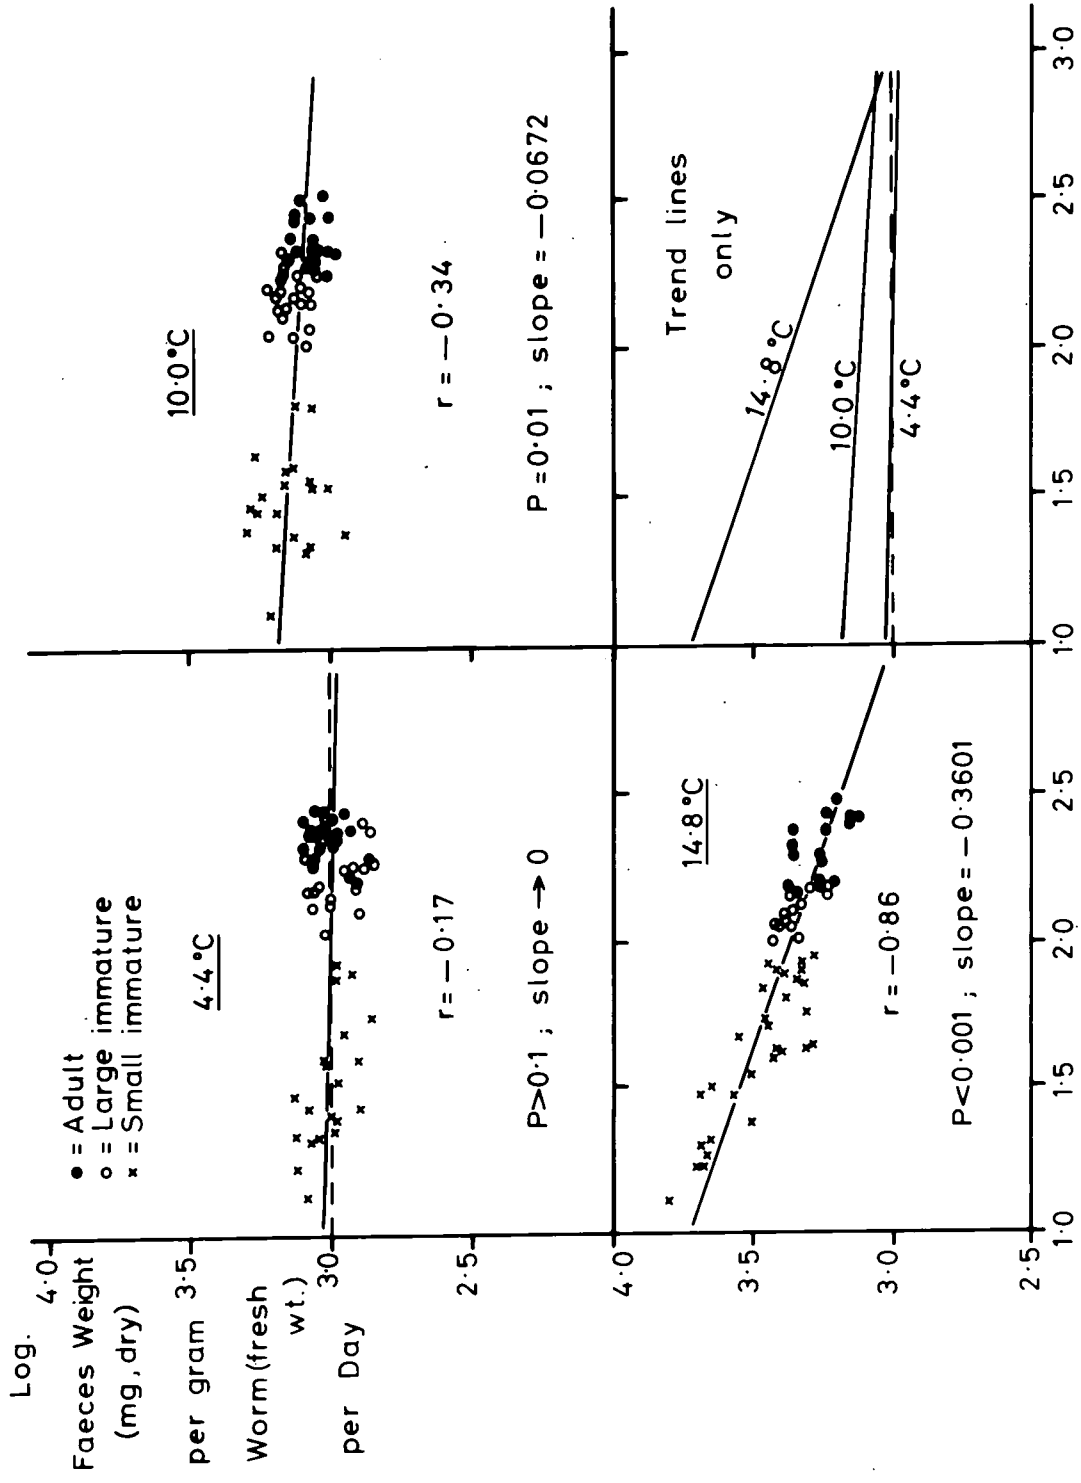 Log.
Faeces Weight
(mg, dry)
per gram
Worm (fresh
wt.)
per Day
4·0
3·5
3·0
2·5
● = Adult
o = Large immature
x = Small immature
4·4°C
r = −0·17
P>0·1 ; slope → 0
10·0°C
r = −0·34
P = 0·01 ; slope = −0·0672
4·0
3·5
3·0
2·5
14·8°C
r = −0·86
P<0·001 ; slope = −0·3601
1·0
1·5
2·0
2·5
Trend lines
only
14·8°C
10·0°C
4·4°C
1·0
1·5
2·0
2·5
3·0